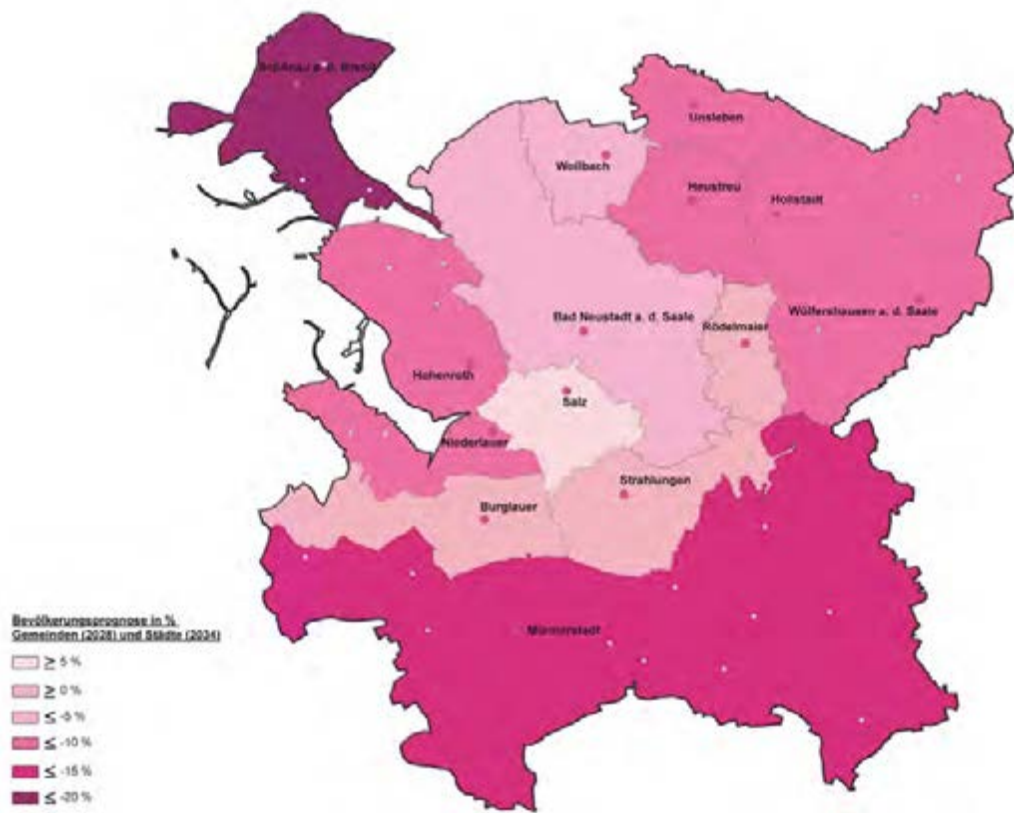 Unsleben
Wollbach
Heustreu
Hollstadt
Wülfershausen a. d. Saale
Bad Neustadt a. d. Saale
Rödelmaier
Hohenroth
Salz
Niederlauer
Strahlungen
Burglauer
Münnerstadt
Bevölkerungsprognose in %
Gemeinden (2028) und Städte (2034)
≥ 5 %
≥ 0 %
≤ -5 %
≤ -10 %
≤ -15 %
≤ -20 %